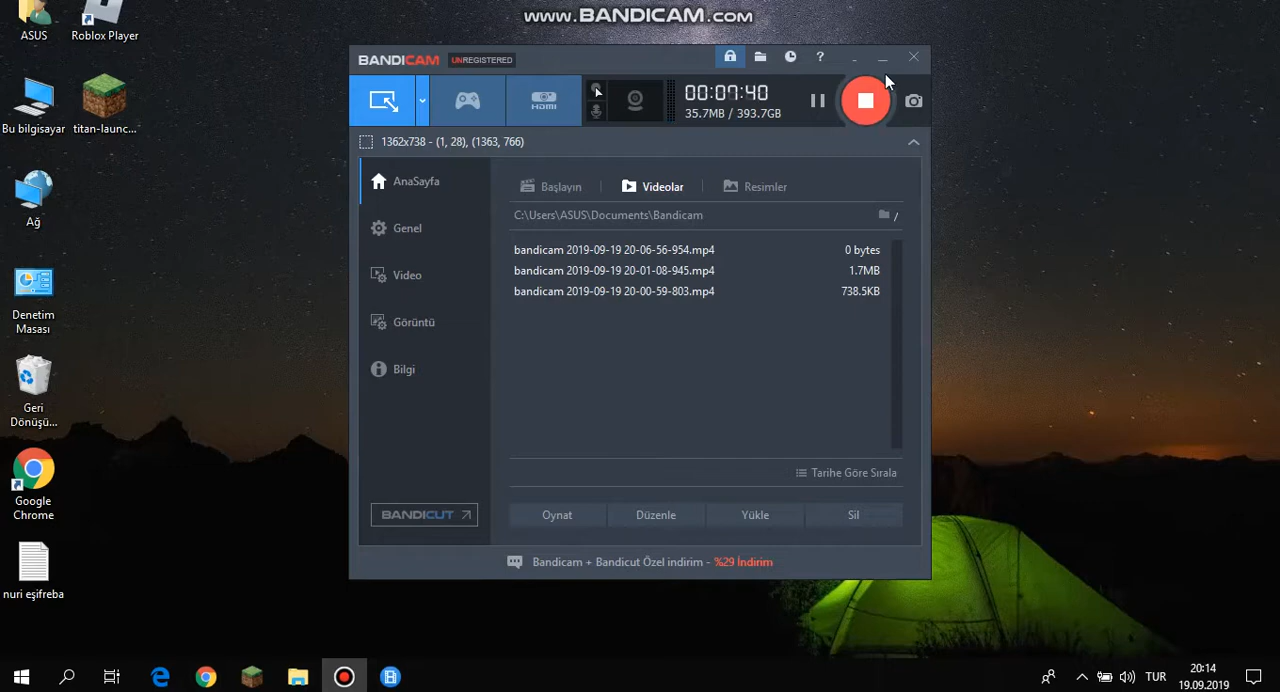 www.BANDICAM.com
ASUS
Roblox Player
Bu bilgisayar
titan-launc...
Ağ
Denetim
Masası
Geri
Dönüşü...
Google
Chrome
nuri eşifreba
BANDICAM UNREGISTERED
?
HDMI
00:07:40
35.7MB / 393.7GB
1362x738 - (1, 28), (1363, 766)
AnaSayfa
Genel
Video
Görüntü
Bilgi
BANDICUT
Başlayın
Videolar
Resimler
C:\Users\ASUS\Documents\Bandicam
/
bandicam 2019-09-19 20-06-56-954.mp4 0 bytes
bandicam 2019-09-19 20-01-08-945.mp4 1.7MB
bandicam 2019-09-19 20-00-59-803.mp4 738.5KB
Tarihe Göre Sırala
Oynat
Düzenle
Yükle
Sil
Bandicam + Bandicut Özel indirim - %29 İndirim
TUR
20:14
19.09.2019